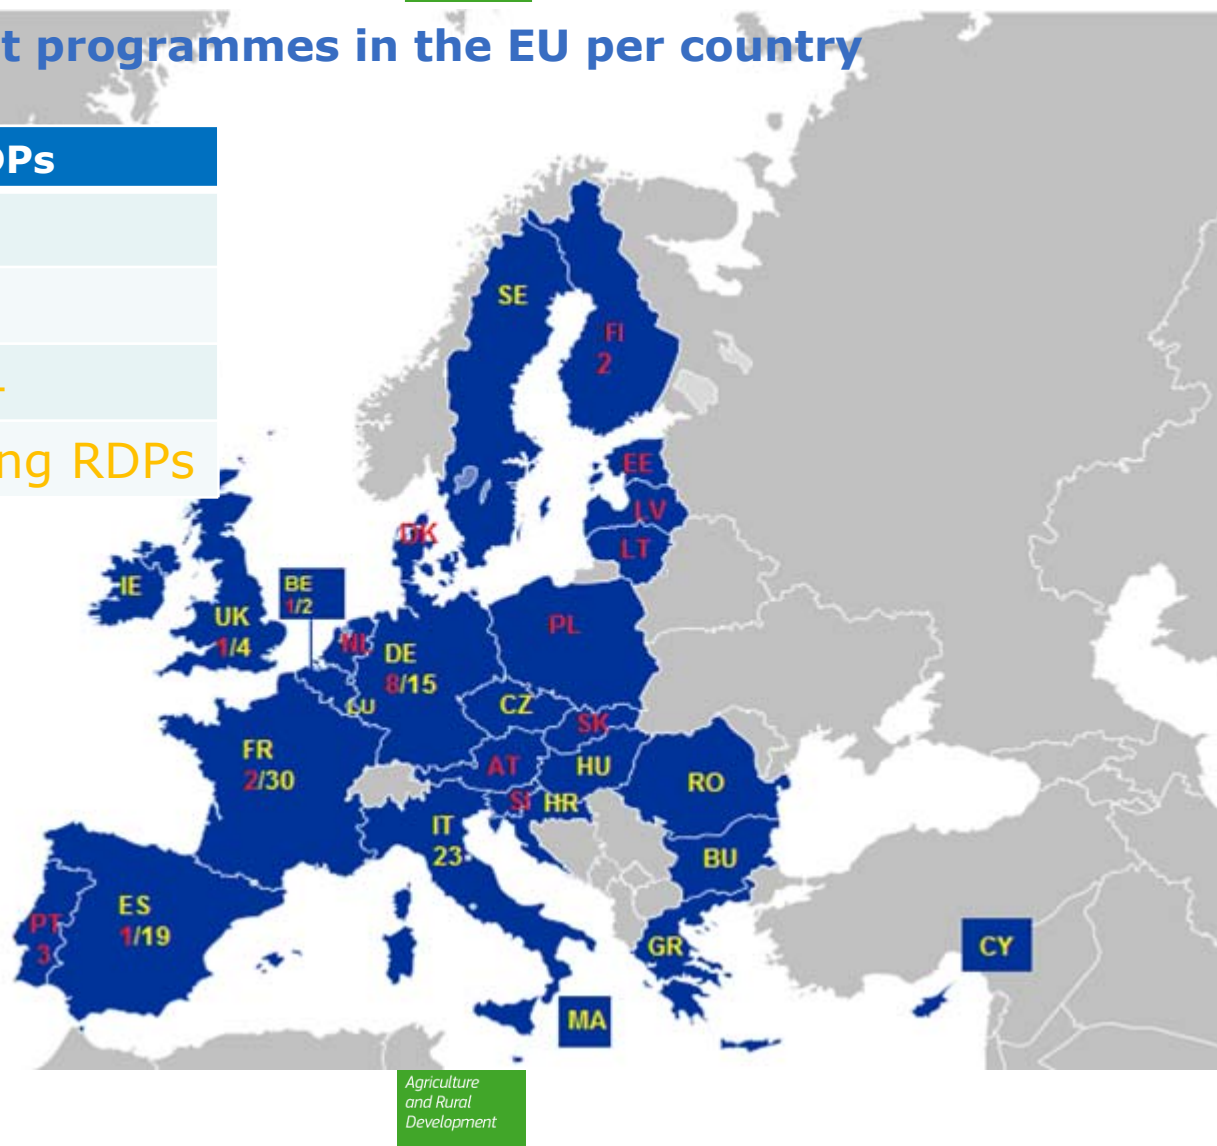 t programmes in the EU per country
DPs
ng RDPs
SE
FI
2
EE
LV
LT
DK
IE
BE
1/2
UK
1/4
NL
DE
8/15
PL
LU
CZ
SK
FR
2/30
AT
HU
RO
SI
HR
IT
23
BU
ES
1/19
PT
3
GR
CY
MA
Agriculture
and Rural
Development